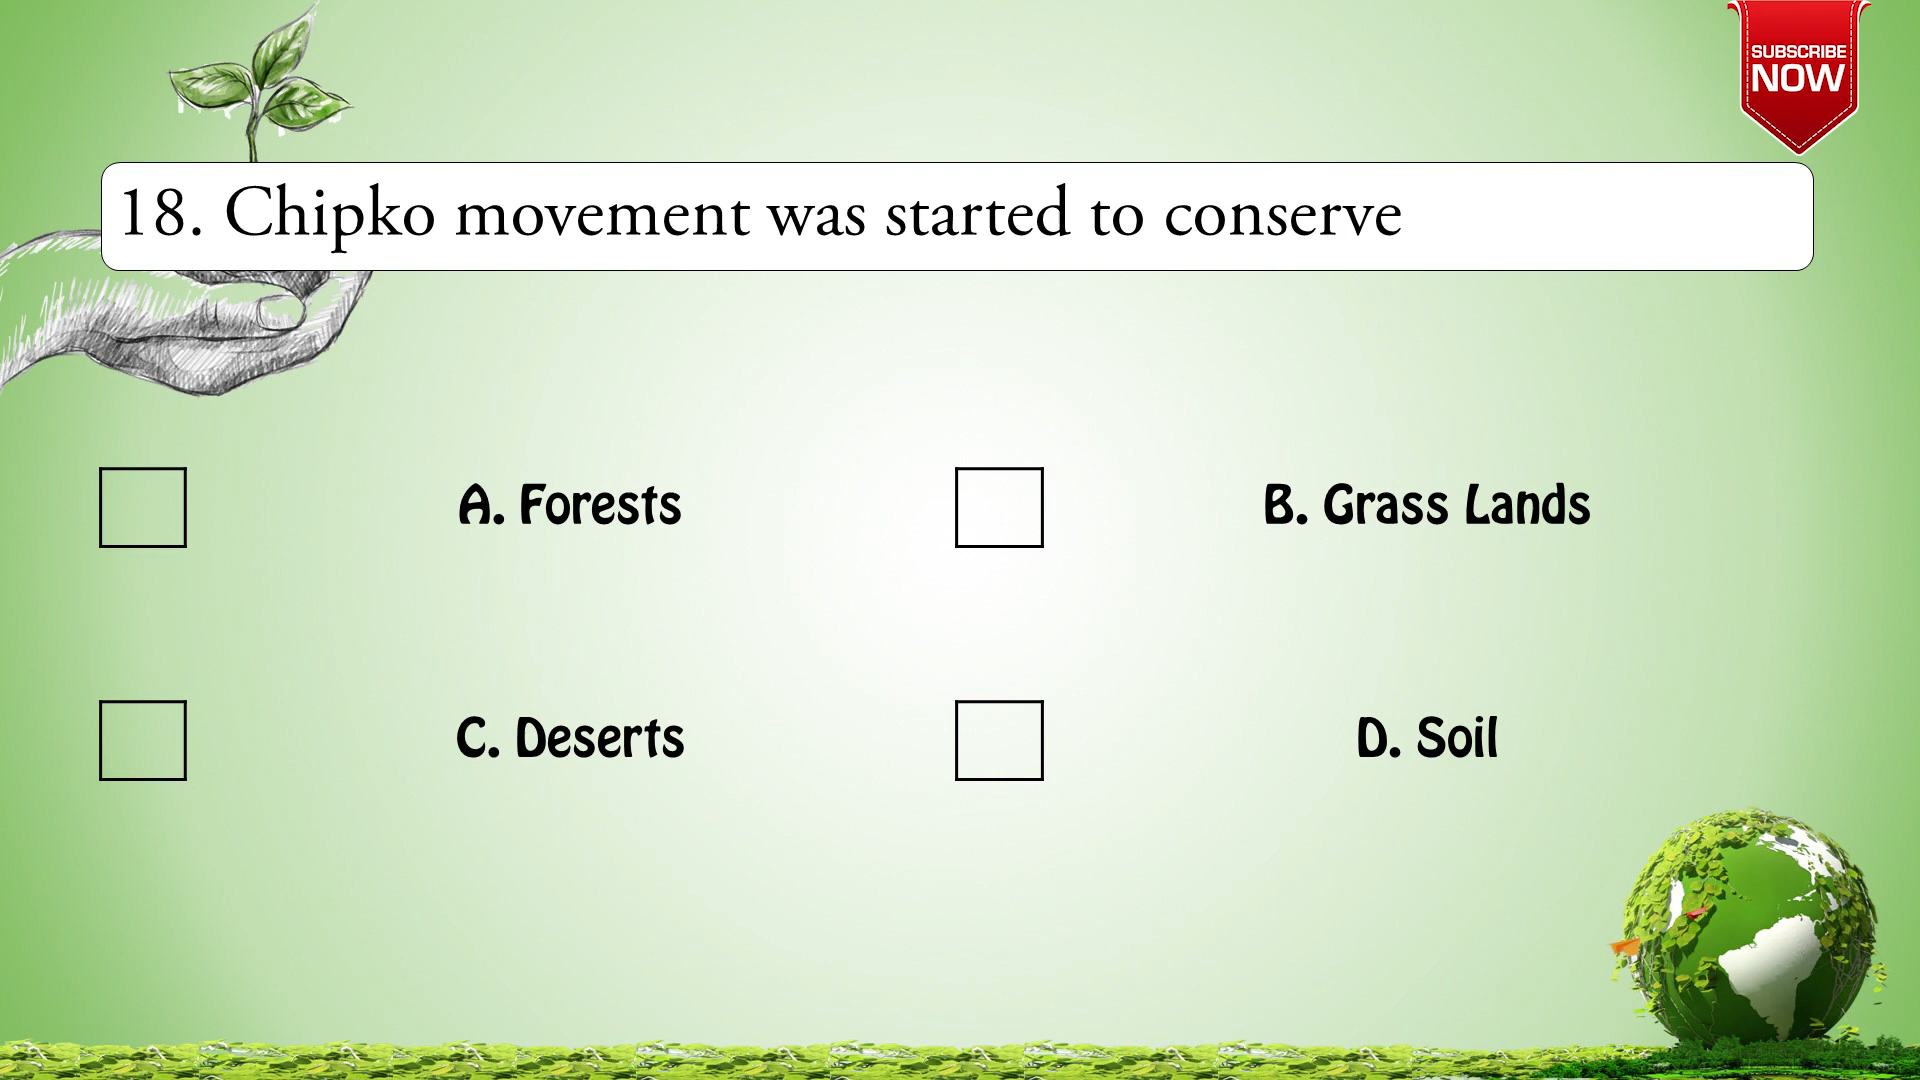 SUBSCRIBE
NOW
18. Chipko movement was started to conserve
A. Forests
B. Grass Lands
C. Deserts
D. Soil